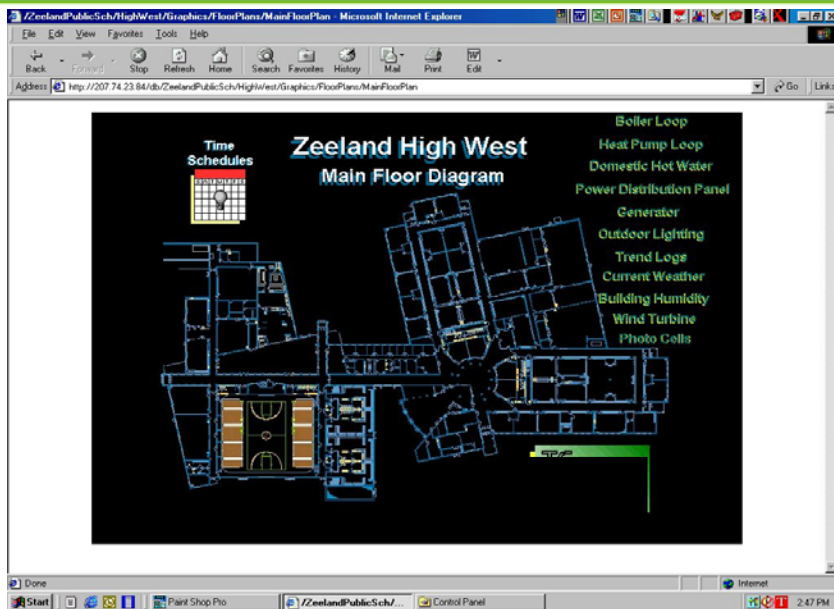 /ZeelandPublicSch/HighWest/Graphics/FloorPlans/MainFloorPlan - Microsoft Internet Explorer
File Edit View Favorites Tools Help
Back Forward Stop Refresh Home Search Favorites History Mail Print Edit
Address http://207.74.23.84/db/ZeelandPublicSch/HighWest/Graphics/FloorPlans/MainFloorPlan Go Links
Time
Schedules
Zeeland High West
Main Floor Diagram
Boiler Loop
Heat Pump Loop
Domestic Hot Water
Power Distribution Panel
Generator
Outdoor Lighting
Trend Logs
Current Weather
Building Humidity
Wind Turbine
Photo Cells
Done Internet
Start Paint Shop Pro /ZeelandPublicSch/... Control Panel 2:47 PM